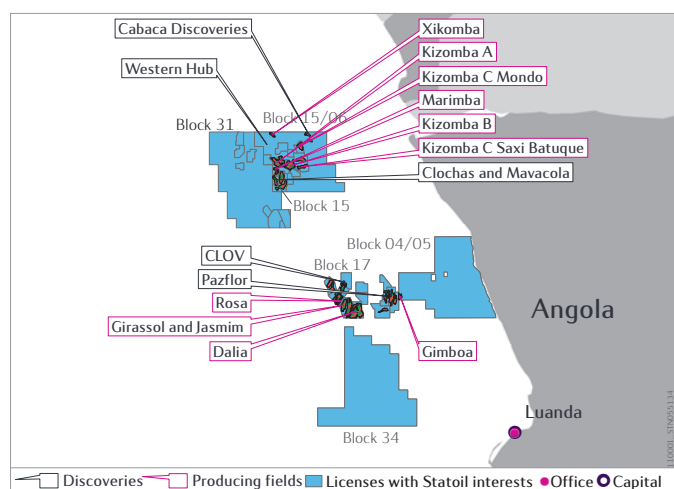 Cabaca Discoveries
Western Hub
Xikomba
Kizomba A
Kizomba C Mondo
Marimba
Kizomba B
Kizomba C Saxi Batuque
Clochas and Mavacola
Block 15/06
Block 31
Block 15
Block 04/05
Block 17
CLOV
Pazflor
Rosa
Girassol and Jasmim
Dalia
Gimboa
Angola
Block 34
Luanda
110001_STN055134
Discoveries
Producing fields
Licenses with Statoil interests
Office
Capital